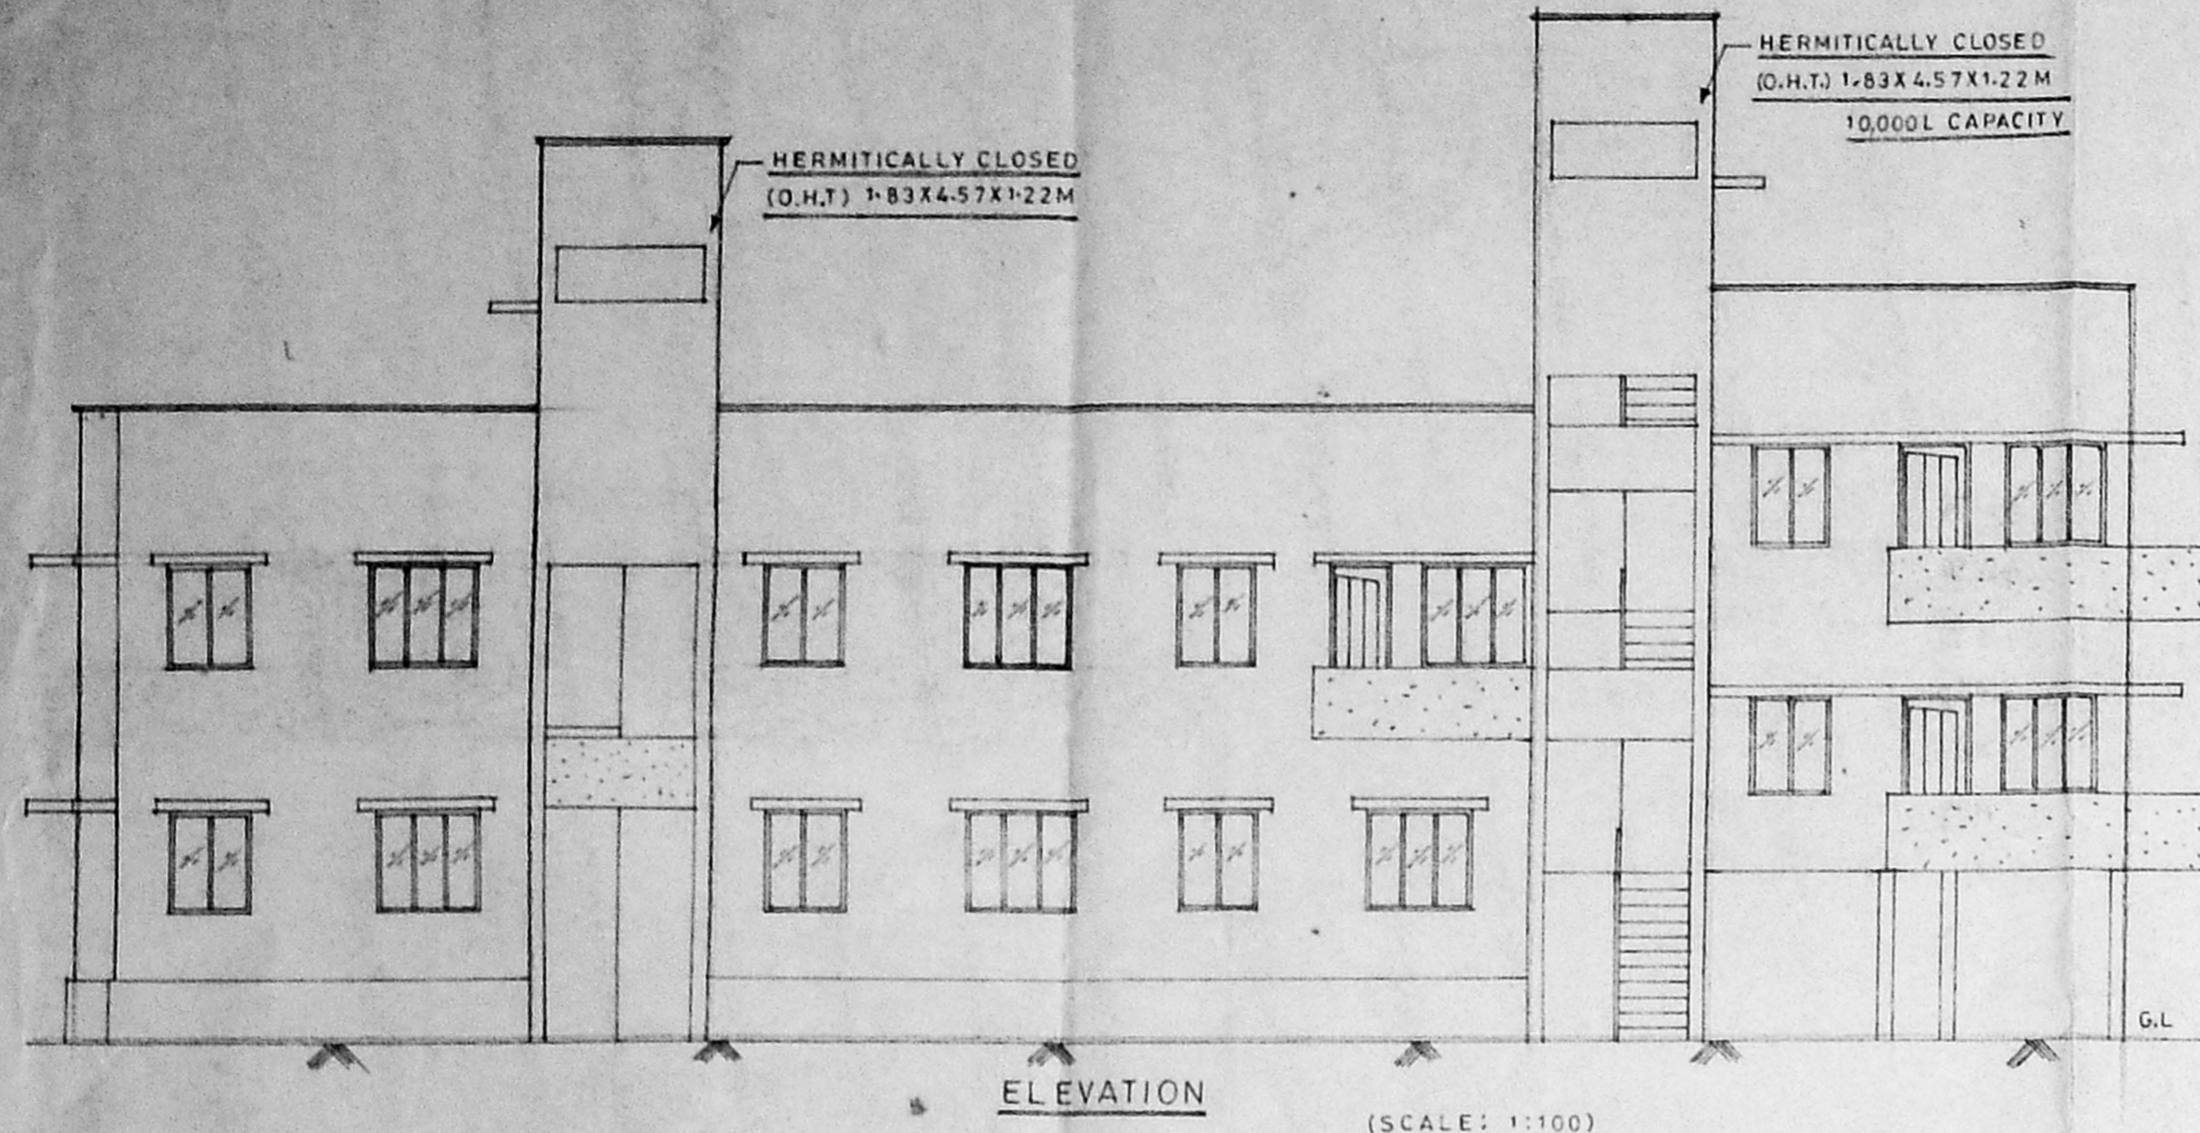 HERMITICALLY CLOSED
(O.H.T.) 1.83X4.57X1.22M
10,000L CAPACITY
HERMITICALLY CLOSED
(O.H.T) 1.83X4.57X1.22M
G.L
ELEVATION
(SCALE: 1:100)